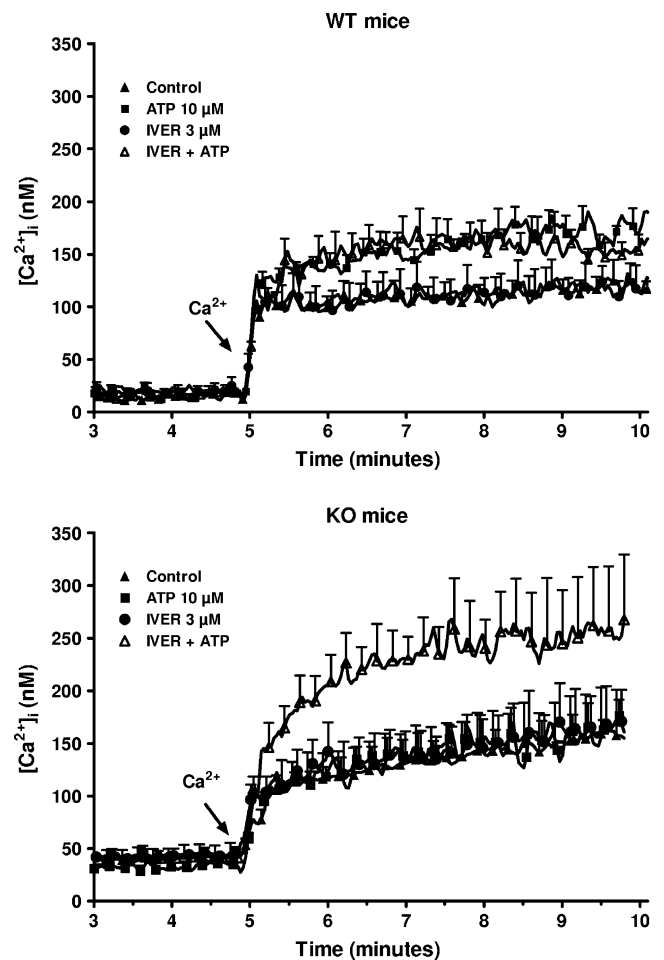 WT mice
350
300
250
200
150
100
50
0
[Ca²⁺]i (nM)
Control
ATP 10 µM
IVER 3 µM
IVER + ATP
Ca²⁺
3 4 5 6 7 8 9 10
Time (minutes)
KO mice
350
300
250
200
150
100
50
0
[Ca²⁺]i (nM)
Control
ATP 10 µM
IVER 3 µM
IVER + ATP
Ca²⁺
3 4 5 6 7 8 9 10
Time (minutes)